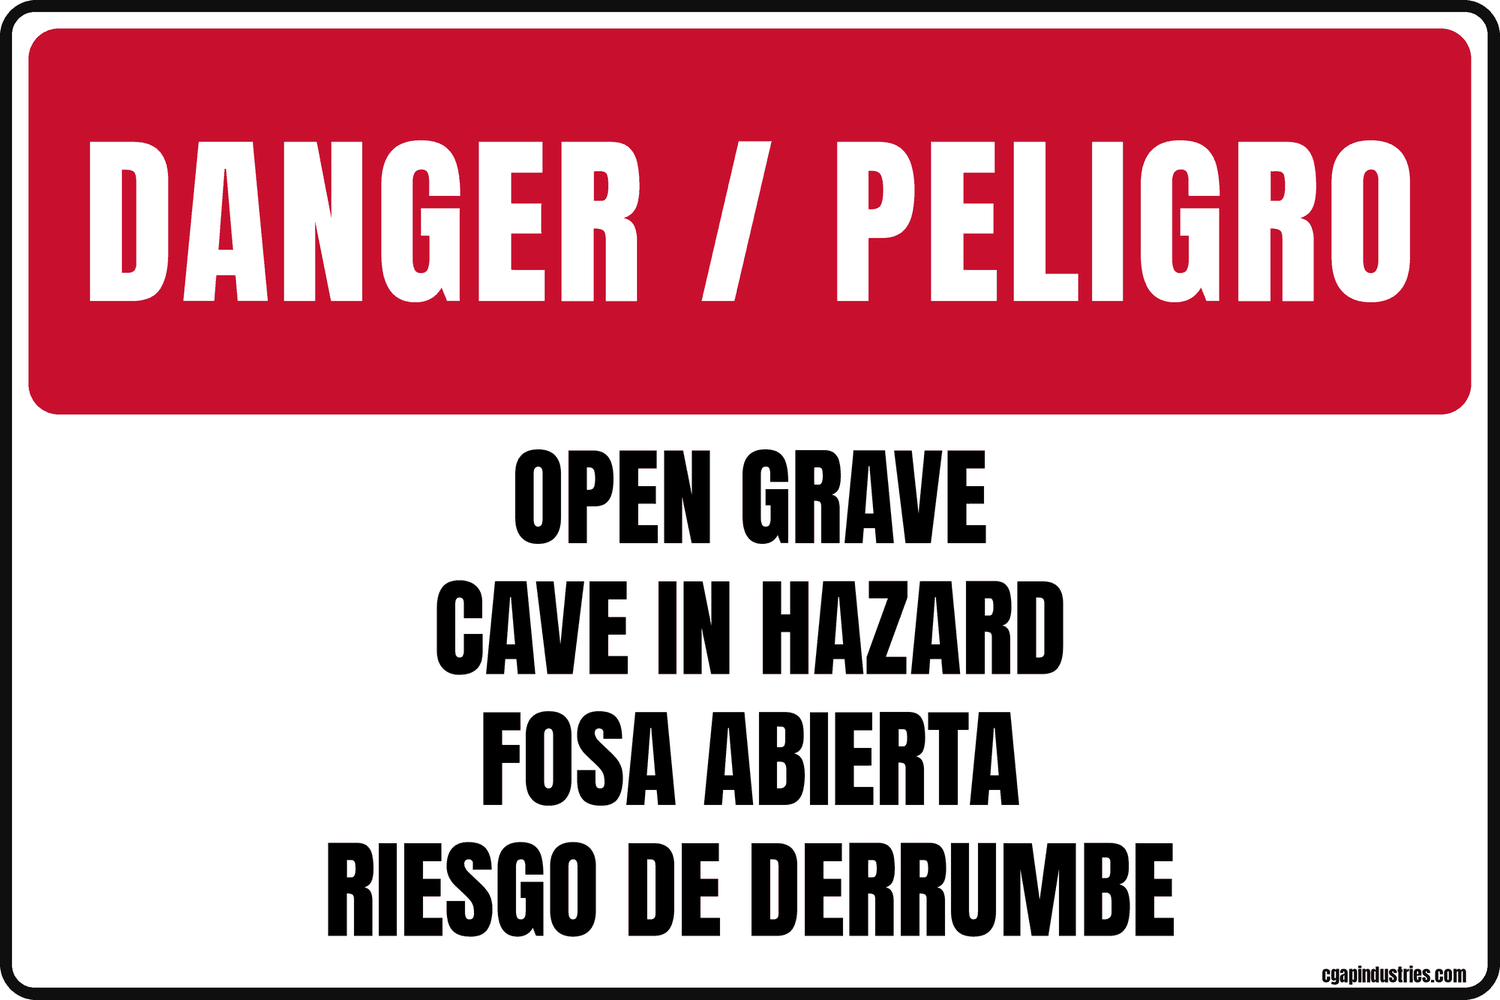 DANGER / PELIGRO
OPEN GRAVE
CAVE IN HAZARD
FOSA ABIERTA
RIESGO DE DERRUMBE
cgapindustries.com